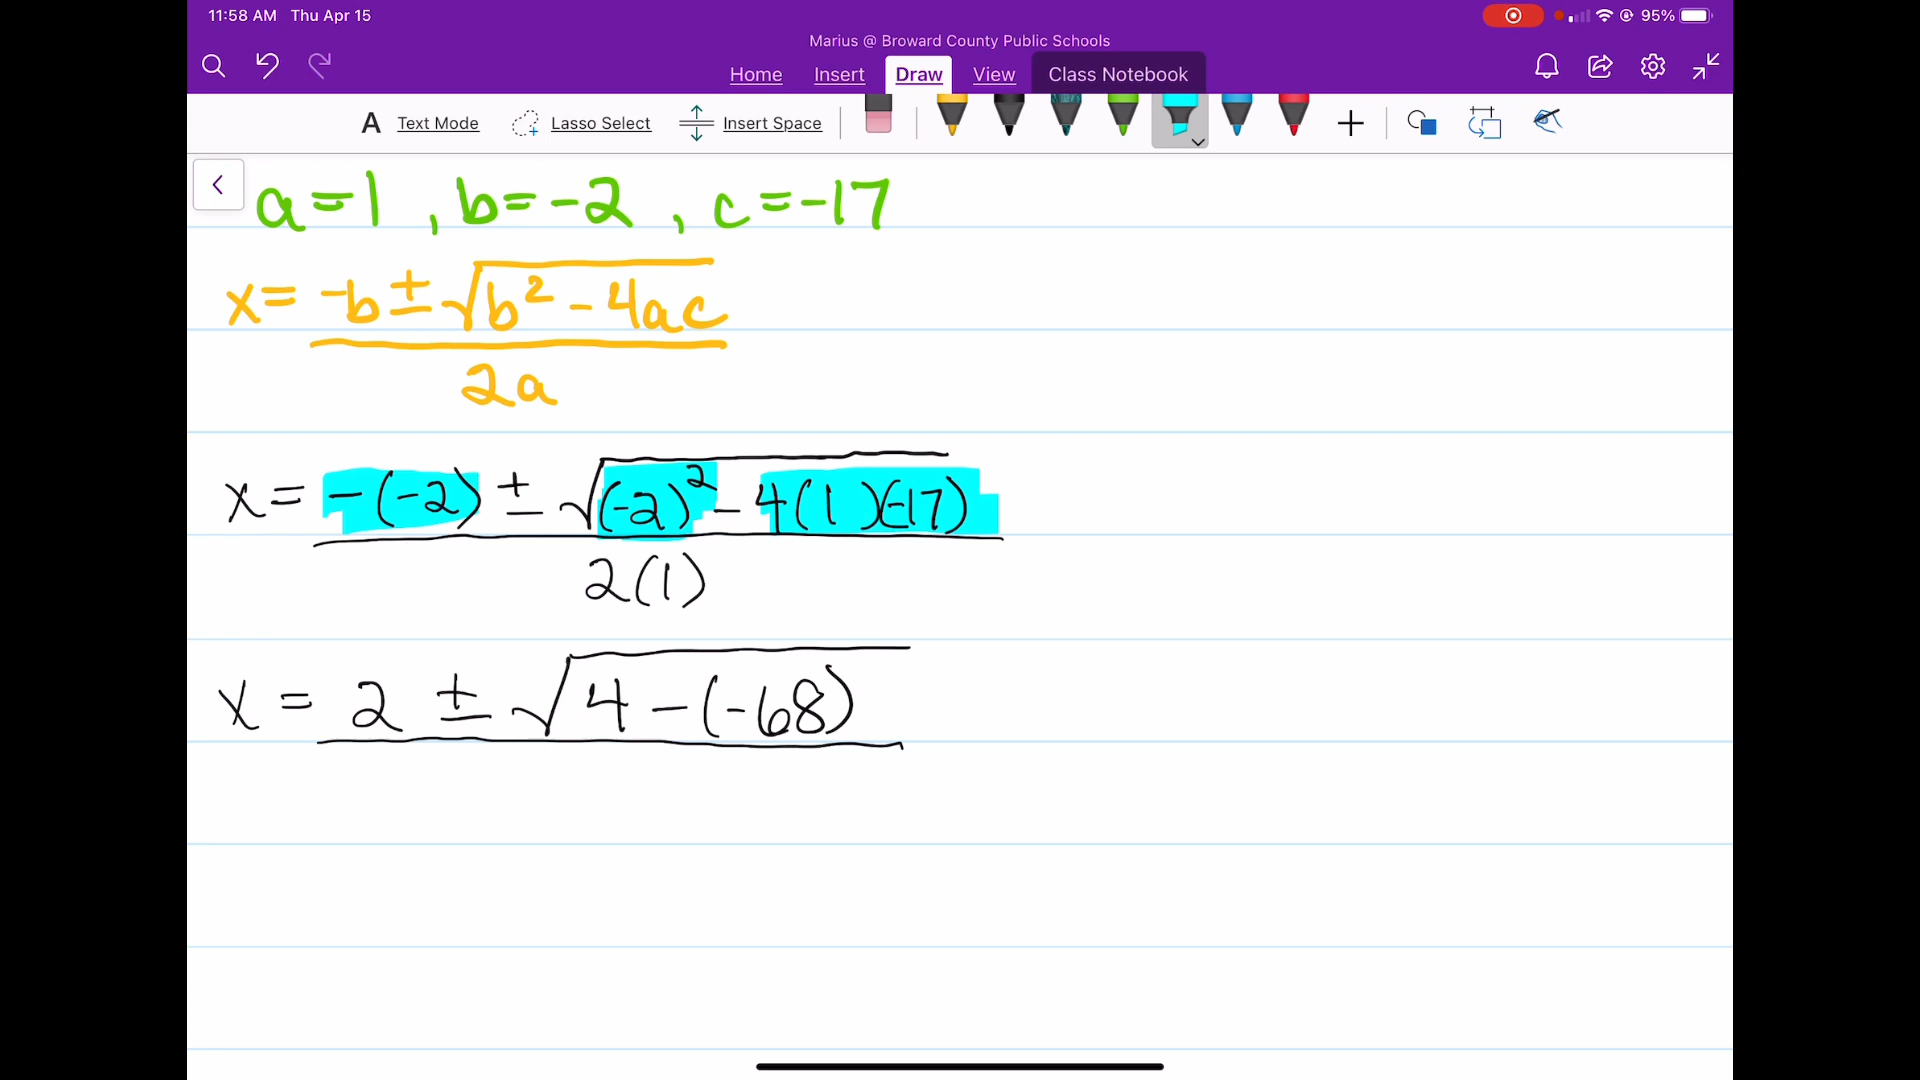 11:58 AM Thu Apr 15
95%
Marius @ Broward County Public Schools
Home Insert Draw View Class Notebook
A Text Mode Lasso Select Insert Space
a=1 , b=-2 , c=-17
x= -b ± √b² - 4ac
2a
x= -(-2) ± √(-2)² - 4(1)(-17)
2(1)
x = 2 ± √4 - (-68)